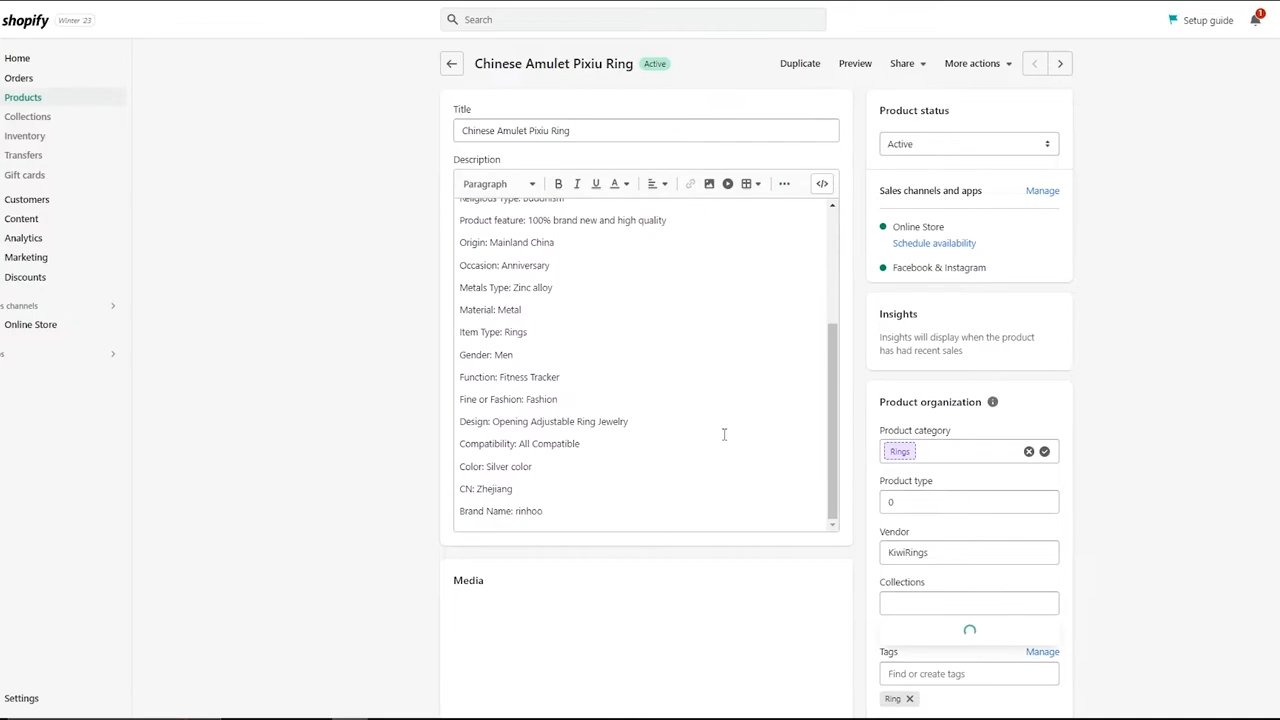 shopify Winter '23
Search
Setup guide
1
Home
Orders
Products
Collections
Inventory
Transfers
Gift cards
Customers
Content
Analytics
Marketing
Discounts
s channels
Online Store
s
Settings
Chinese Amulet Pixiu Ring Active
Duplicate Preview Share More actions
Title
Chinese Amulet Pixiu Ring
Description
Paragraph B I U A
Religious Type: Buddhism
Product feature: 100% brand new and high quality
Origin: Mainland China
Occasion: Anniversary
Metals Type: Zinc alloy
Material: Metal
Item Type: Rings
Gender: Men
Function: Fitness Tracker
Fine or Fashion: Fashion
Design: Opening Adjustable Ring Jewelry
Compatibility: All Compatible
Color: Silver color
CN: Zhejiang
Brand Name: rinhoo
Media
Product status
Active
Sales channels and apps Manage
Online Store
Schedule availability
Facebook & Instagram
Insights
Insights will display when the product
has had recent sales
Product organization
Product category
Rings
Product type
0
Vendor
KiwiRings
Collections
Tags Manage
Find or create tags
Ring